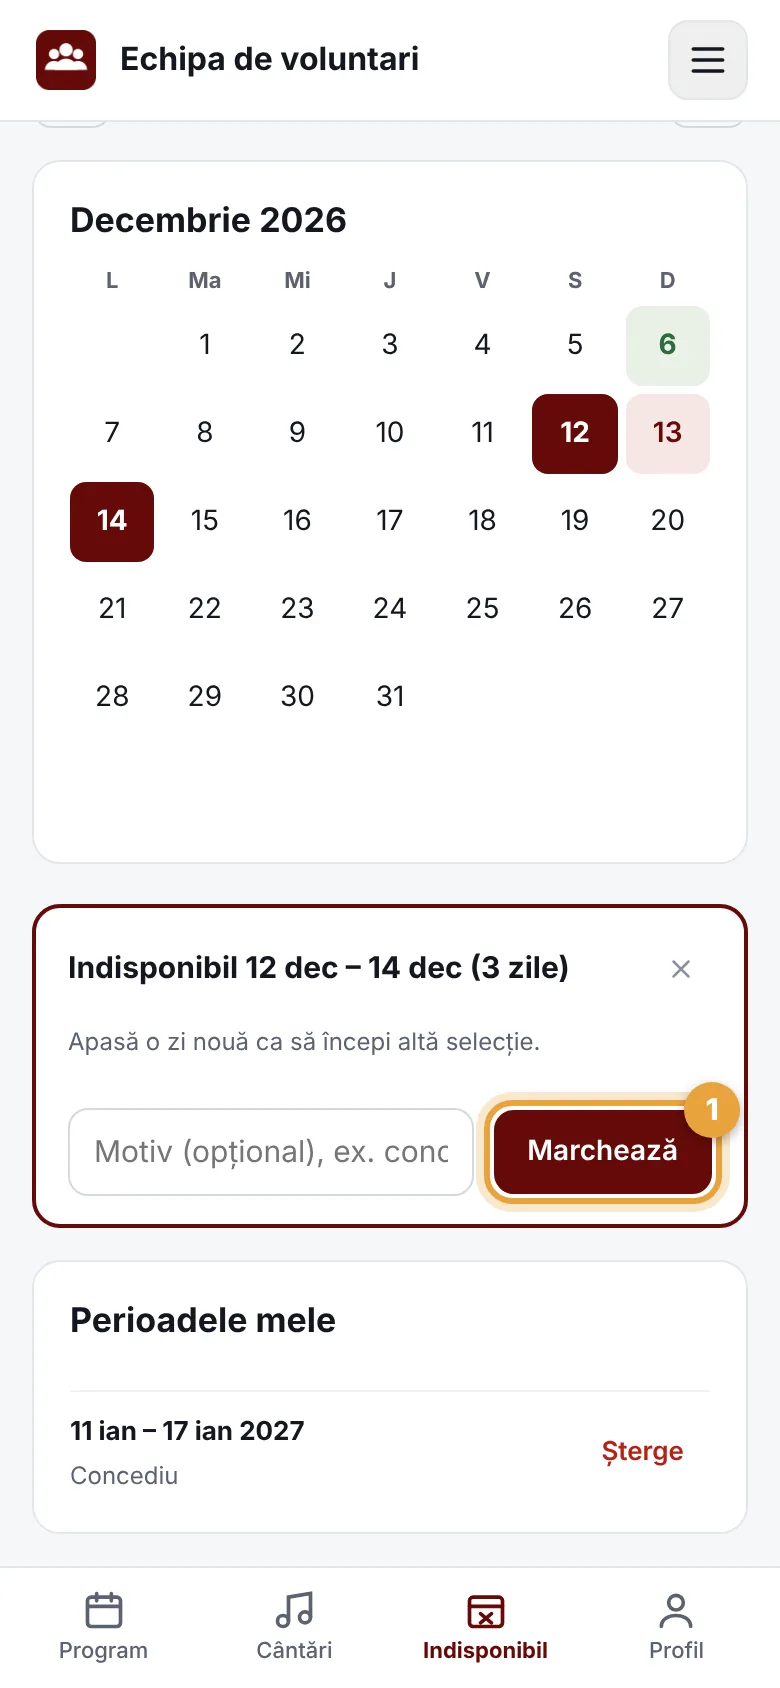 Echipa de voluntari
Decembrie 2026
L Ma Mi J V S D
1 2 3 4 5 6
7 8 9 10 11 12 13
14 15 16 17 18 19 20
21 22 23 24 25 26 27
28 29 30 31
Indisponibil 12 dec – 14 dec (3 zile)
Apasă o zi nouă ca să începi altă selecție.
Motiv (opțional), ex. conc
Marchează
1
Perioadele mele
11 ian – 17 ian 2027
Concediu
Șterge
Program Cântări Indisponibil Profil